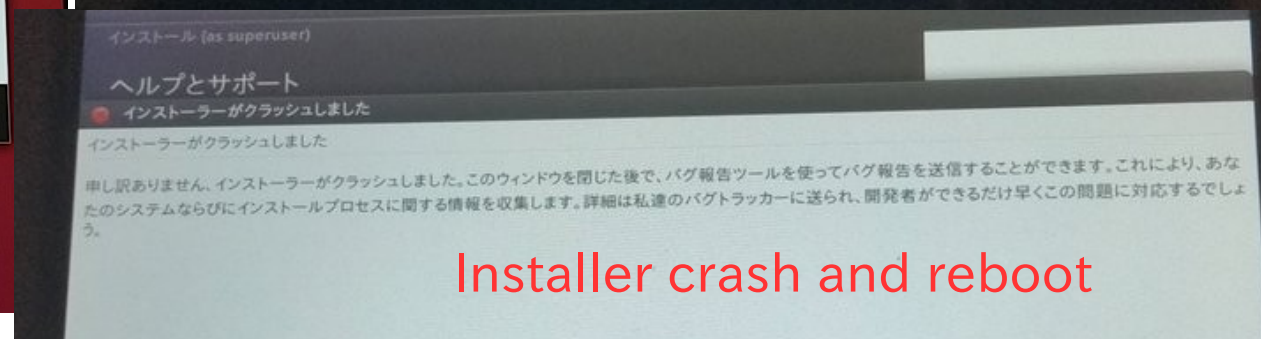 インストール (as superuser)
ヘルプとサポート
インストーラーがクラッシュしました
インストーラーがクラッシュしました
申し訳ありません、インストーラーがクラッシュしました。このウィンドウを閉じた後で、バグ報告ツールを使ってバグ報告を送信することができます。これにより、あな
たのシステムならびにインストールプロセスに関する情報を収集します。詳細は私達のバグトラッカーに送られ、開発者ができるだけ早くこの問題に対応するでしょ
う。
Installer crash and reboot